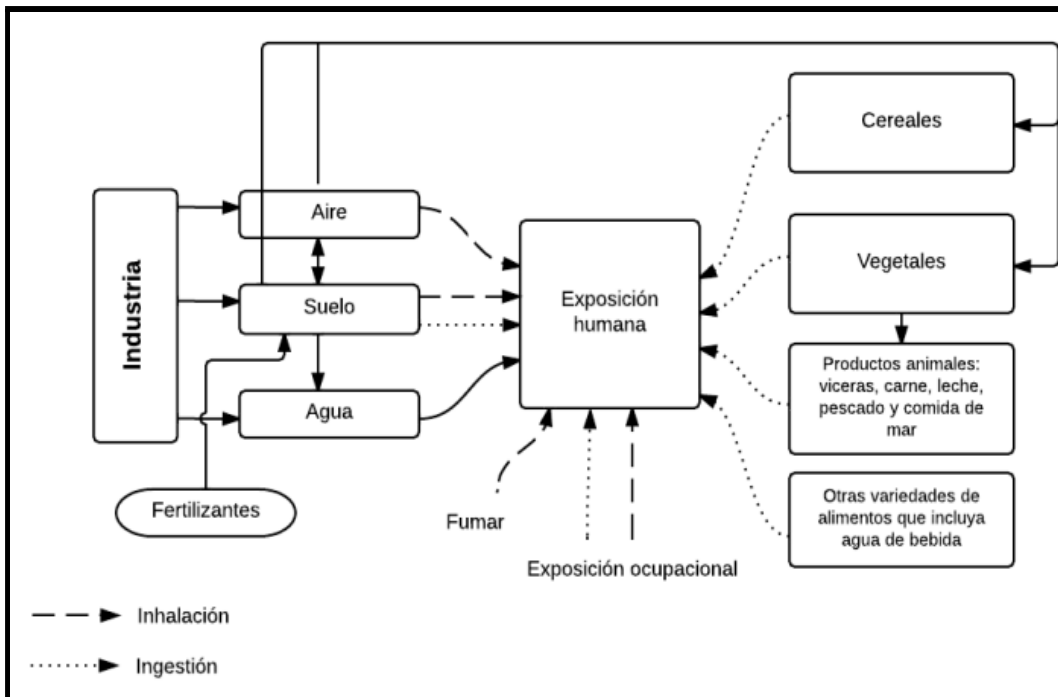 Cereales
Aire
Industria
Vegetales
Suelo
Exposición
humana
Productos animales:
viceras, carne, leche,
pescado y comida de
mar
Agua
Otras variedades de
alimentos que incluya
agua de bebida
Fertilizantes
Fumar
Exposición ocupacional
Inhalación
Ingestión